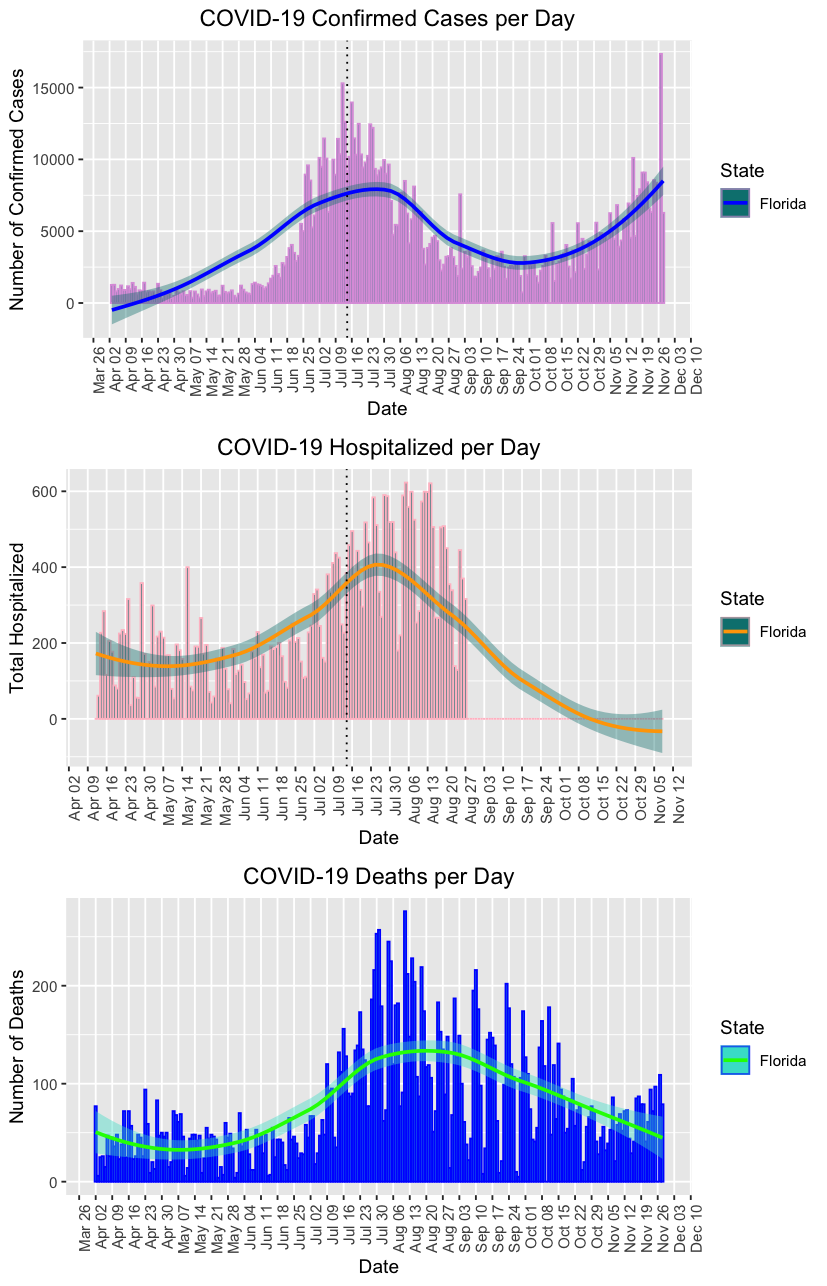 COVID-19 Confirmed Cases per Day
Number of Confirmed Cases
15000
10000
5000
0
Mar 26
Apr 02
Apr 09
Apr 16
Apr 23
Apr 30
May 07
May 14
May 21
May 28
Jun 04
Jun 11
Jun 18
Jun 25
Jul 02
Jul 09
Jul 16
Jul 23
Jul 30
Aug 06
Aug 13
Aug 20
Aug 27
Sep 03
Sep 10
Sep 17
Sep 24
Oct 01
Oct 08
Oct 15
Oct 22
Oct 29
Nov 05
Nov 12
Nov 19
Nov 26
Dec 03
Dec 10
Date
State
Florida
COVID-19 Hospitalized per Day
Total Hospitalized
600
400
200
0
Apr 02
Apr 09
Apr 16
Apr 23
Apr 30
May 07
May 14
May 21
May 28
Jun 04
Jun 11
Jun 18
Jun 25
Jul 02
Jul 09
Jul 16
Jul 23
Jul 30
Aug 06
Aug 13
Aug 20
Aug 27
Sep 03
Sep 10
Sep 17
Sep 24
Oct 01
Oct 08
Oct 15
Oct 22
Oct 29
Nov 05
Nov 12
Date
State
Florida
COVID-19 Deaths per Day
Number of Deaths
200
100
0
Mar 26
Apr 02
Apr 09
Apr 16
Apr 23
Apr 30
May 07
May 14
May 21
May 28
Jun 04
Jun 11
Jun 18
Jun 25
Jul 02
Jul 09
Jul 16
Jul 23
Jul 30
Aug 06
Aug 13
Aug 20
Aug 27
Sep 03
Sep 10
Sep 17
Sep 24
Oct 01
Oct 08
Oct 15
Oct 22
Oct 29
Nov 05
Nov 12
Nov 19
Nov 26
Dec 03
Dec 10
Date
State
Florida